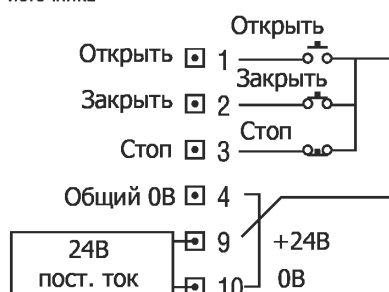 Открыть
Открыть 1
Закрыть
Закрыть 2
Стоп
Стоп 3
Общий 0В 4
9 +24В
24В
пост. ток
10 0В